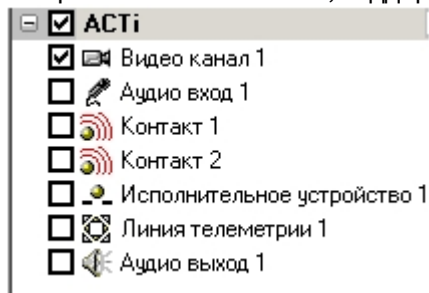 ACTi
Видео канал 1
Аудио вход 1
Контакт 1
Контакт 2
Исполнительное устройство 1
Линия телеметрии 1
Аудио выход 1